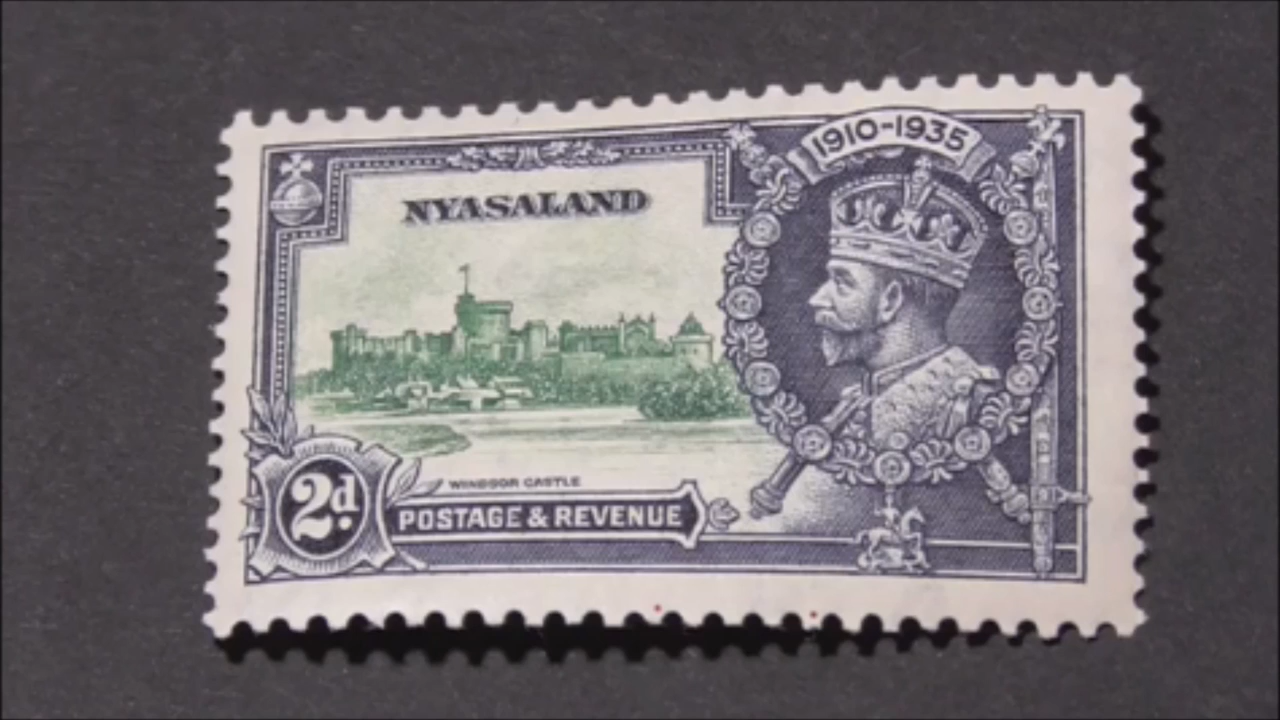 1910-1935
NYASALAND
WINDSOR CASTLE
2d.
POSTAGE & REVENUE